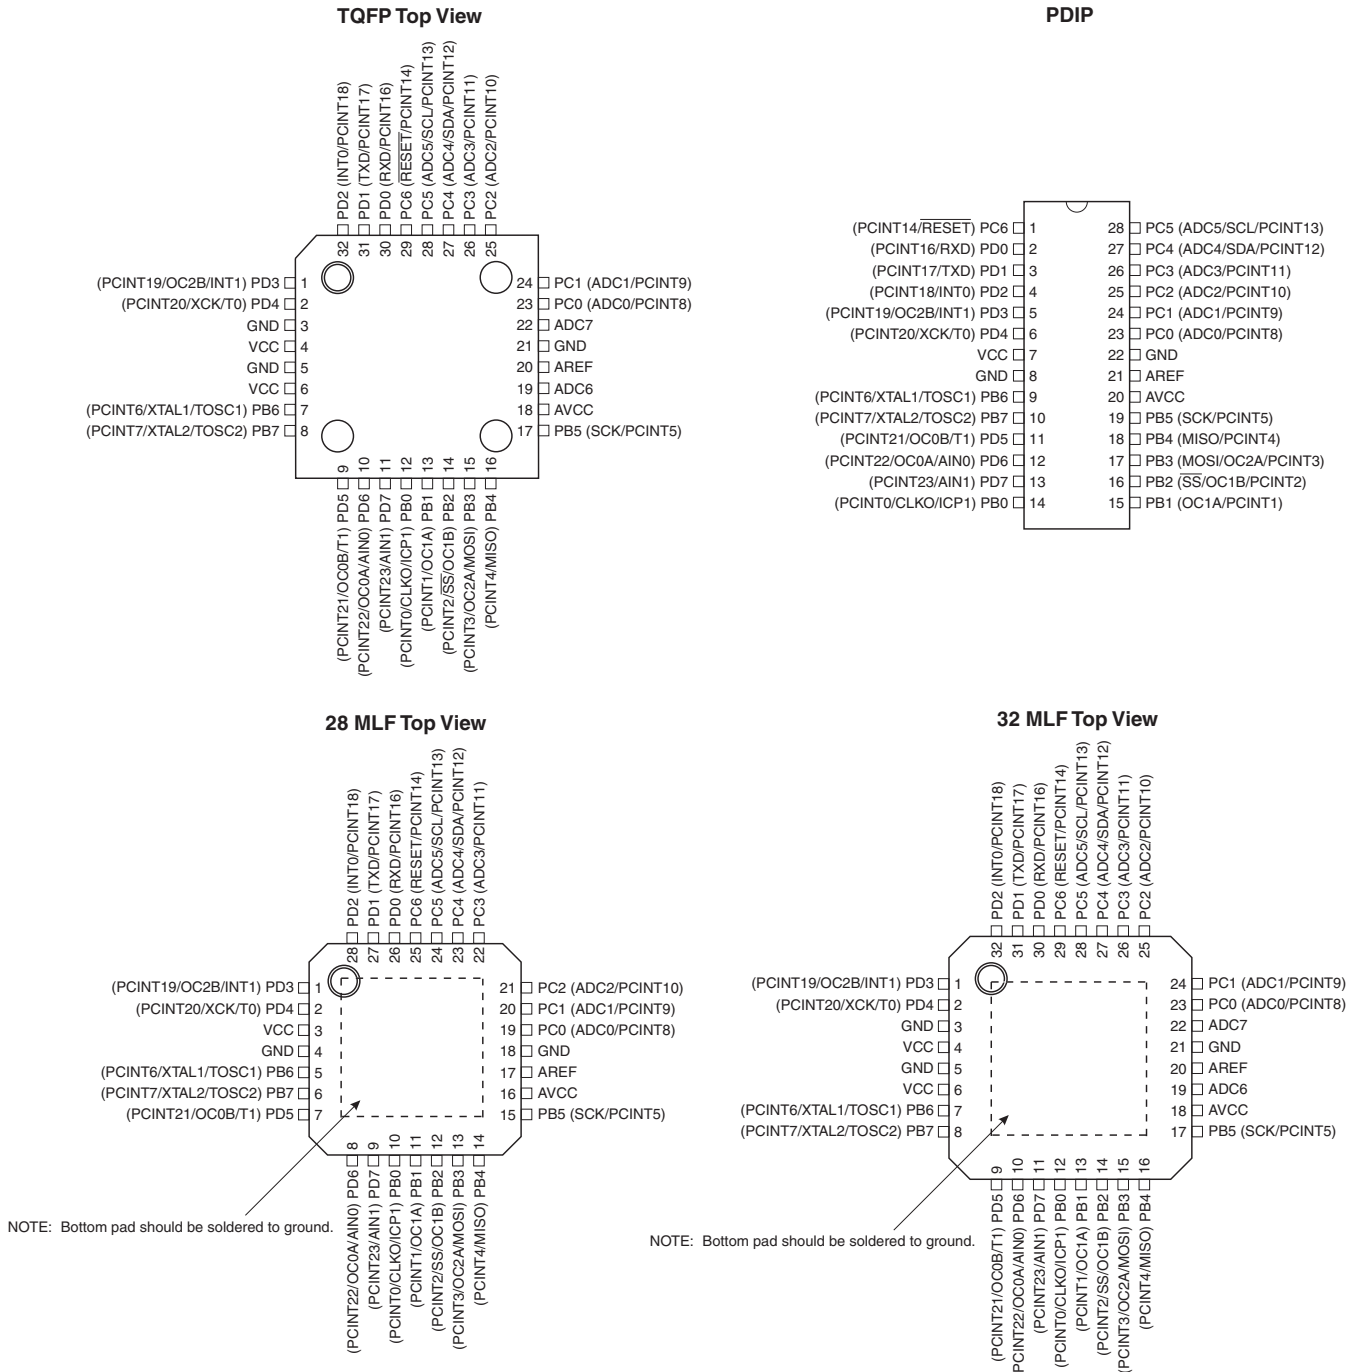 TQFP Top View
32 PD2 (INT0/PCINT18)
31 PD1 (TXD/PCINT17)
30 PD0 (RXD/PCINT16)
29 PC6 (RESET/PCINT14)
28 PC5 (ADC5/SCL/PCINT13)
27 PC4 (ADC4/SDA/PCINT12)
26 PC3 (ADC3/PCINT11)
25 PC2 (ADC2/PCINT10)
(PCINT19/OC2B/INT1) PD3 1
(PCINT20/XCK/T0) PD4 2
GND 3
VCC 4
GND 5
VCC 6
(PCINT6/XTAL1/TOSC1) PB6 7
(PCINT7/XTAL2/TOSC2) PB7 8
24 PC1 (ADC1/PCINT9)
23 PC0 (ADC0/PCINT8)
22 ADC7
21 GND
20 AREF
19 ADC6
18 AVCC
17 PB5 (SCK/PCINT5)
(PCINT21/OC0B/T1) PD5 9
(PCINT22/OC0A/AIN0) PD6 10
(PCINT23/AIN1) PD7 11
(PCINT0/CLKO/ICP1) PB0 12
(PCINT1/OC1A) PB1 13
(PCINT2/SS/OC1B) PB2 14
(PCINT3/OC2A/MOSI) PB3 15
(PCINT4/MISO) PB4 16
PDIP
(PCINT14/RESET) PC6 1
(PCINT16/RXD) PD0 2
(PCINT17/TXD) PD1 3
(PCINT18/INT0) PD2 4
(PCINT19/OC2B/INT1) PD3 5
(PCINT20/XCK/T0) PD4 6
VCC 7
GND 8
(PCINT6/XTAL1/TOSC1) PB6 9
(PCINT7/XTAL2/TOSC2) PB7 10
(PCINT21/OC0B/T1) PD5 11
(PCINT22/OC0A/AIN0) PD6 12
(PCINT23/AIN1) PD7 13
(PCINT0/CLKO/ICP1) PB0 14
28 PC5 (ADC5/SCL/PCINT13)
27 PC4 (ADC4/SDA/PCINT12)
26 PC3 (ADC3/PCINT11)
25 PC2 (ADC2/PCINT10)
24 PC1 (ADC1/PCINT9)
23 PC0 (ADC0/PCINT8)
22 GND
21 AREF
20 AVCC
19 PB5 (SCK/PCINT5)
18 PB4 (MISO/PCINT4)
17 PB3 (MOSI/OC2A/PCINT3)
16 PB2 (SS/OC1B/PCINT2)
15 PB1 (OC1A/PCINT1)
28 MLF Top View
28 PD2 (INT0/PCINT18)
27 PD1 (TXD/PCINT17)
26 PD0 (RXD/PCINT16)
25 PC6 (RESET/PCINT14)
24 PC5 (ADC5/SCL/PCINT13)
23 PC4 (ADC4/SDA/PCINT12)
22 PC3 (ADC3/PCINT11)
(PCINT19/OC2B/INT1) PD3 1
(PCINT20/XCK/T0) PD4 2
VCC 3
GND 4
(PCINT6/XTAL1/TOSC1) PB6 5
(PCINT7/XTAL2/TOSC2) PB7 6
(PCINT21/OC0B/T1) PD5 7
21 PC2 (ADC2/PCINT10)
20 PC1 (ADC1/PCINT9)
19 PC0 (ADC0/PCINT8)
18 GND
17 AREF
16 AVCC
15 PB5 (SCK/PCINT5)
(PCINT22/OC0A/AIN0) PD6 8
(PCINT23/AIN1) PD7 9
(PCINT0/CLKO/ICP1) PB0 10
(PCINT1/OC1A) PB1 11
(PCINT2/SS/OC1B) PB2 12
(PCINT3/OC2A/MOSI) PB3 13
(PCINT4/MISO) PB4 14
NOTE: Bottom pad should be soldered to ground.
32 MLF Top View
32 PD2 (INT0/PCINT18)
31 PD1 (TXD/PCINT17)
30 PD0 (RXD/PCINT16)
29 PC6 (RESET/PCINT14)
28 PC5 (ADC5/SCL/PCINT13)
27 PC4 (ADC4/SDA/PCINT12)
26 PC3 (ADC3/PCINT11)
25 PC2 (ADC2/PCINT10)
(PCINT19/OC2B/INT1) PD3 1
(PCINT20/XCK/T0) PD4 2
GND 3
VCC 4
GND 5
VCC 6
(PCINT6/XTAL1/TOSC1) PB6 7
(PCINT7/XTAL2/TOSC2) PB7 8
24 PC1 (ADC1/PCINT9)
23 PC0 (ADC0/PCINT8)
22 ADC7
21 GND
20 AREF
19 ADC6
18 AVCC
17 PB5 (SCK/PCINT5)
(PCINT21/OC0B/T1) PD5 9
(PCINT22/OC0A/AIN0) PD6 10
(PCINT23/AIN1) PD7 11
(PCINT0/CLKO/ICP1) PB0 12
(PCINT1/OC1A) PB1 13
(PCINT2/SS/OC1B) PB2 14
(PCINT3/OC2A/MOSI) PB3 15
(PCINT4/MISO) PB4 16
NOTE: Bottom pad should be soldered to ground.